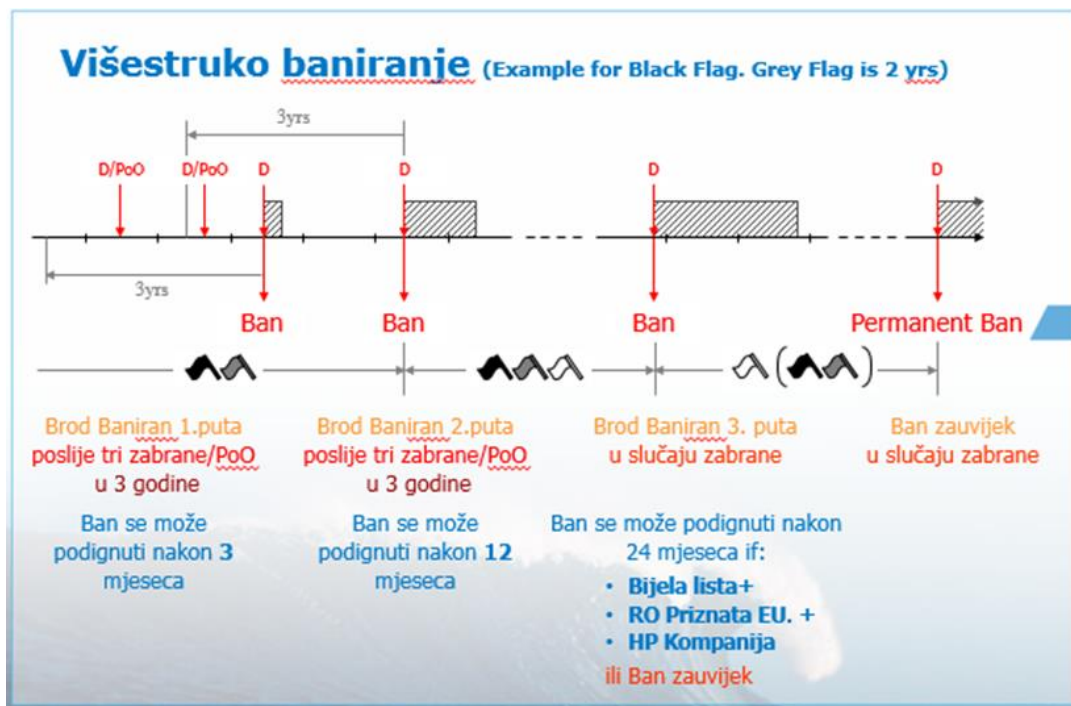 Višestruko baniranje (Example for Black Flag. Grey Flag is 2 yrs)
3yrs
D/PoO
D/PoO
D
D
D
D
3yrs
Ban
Ban
Ban
Permanent Ban
Brod Baniran 1.puta
poslije tri zabrane/PoO
u 3 godine
Ban se može
podignuti nakon 3
mjeseca
Brod Baniran 2.puta
poslije tri zabrane/PoO
u 3 godine
Ban se može
podignuti nakon 12
mjeseca
Brod Baniran 3. puta
u slučaju zabrane
Ban se može podignuti nakon
24 mjeseca if:
• Bijela lista+
• RO Priznata EU. +
• HP Kompanija
ili Ban zauvijek
Ban zauvijek
u slučaju zabrane